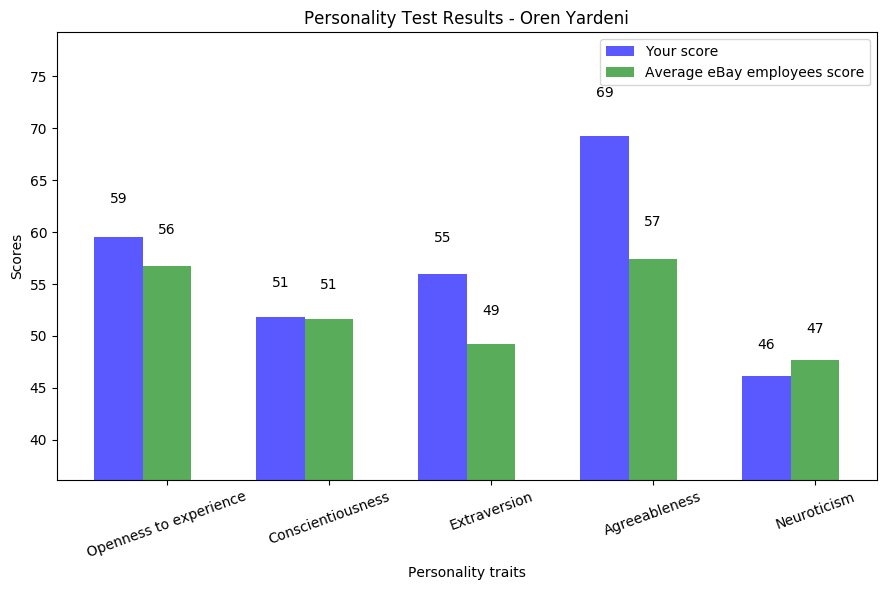 Personality Test Results - Oren Yardeni
Your score
Average eBay employees score
Scores
75
70
65
60
55
50
45
40
59
56
51
51
55
49
69
57
46
47
Openness to experience
Conscientiousness
Extraversion
Agreeableness
Neuroticism
Personality traits